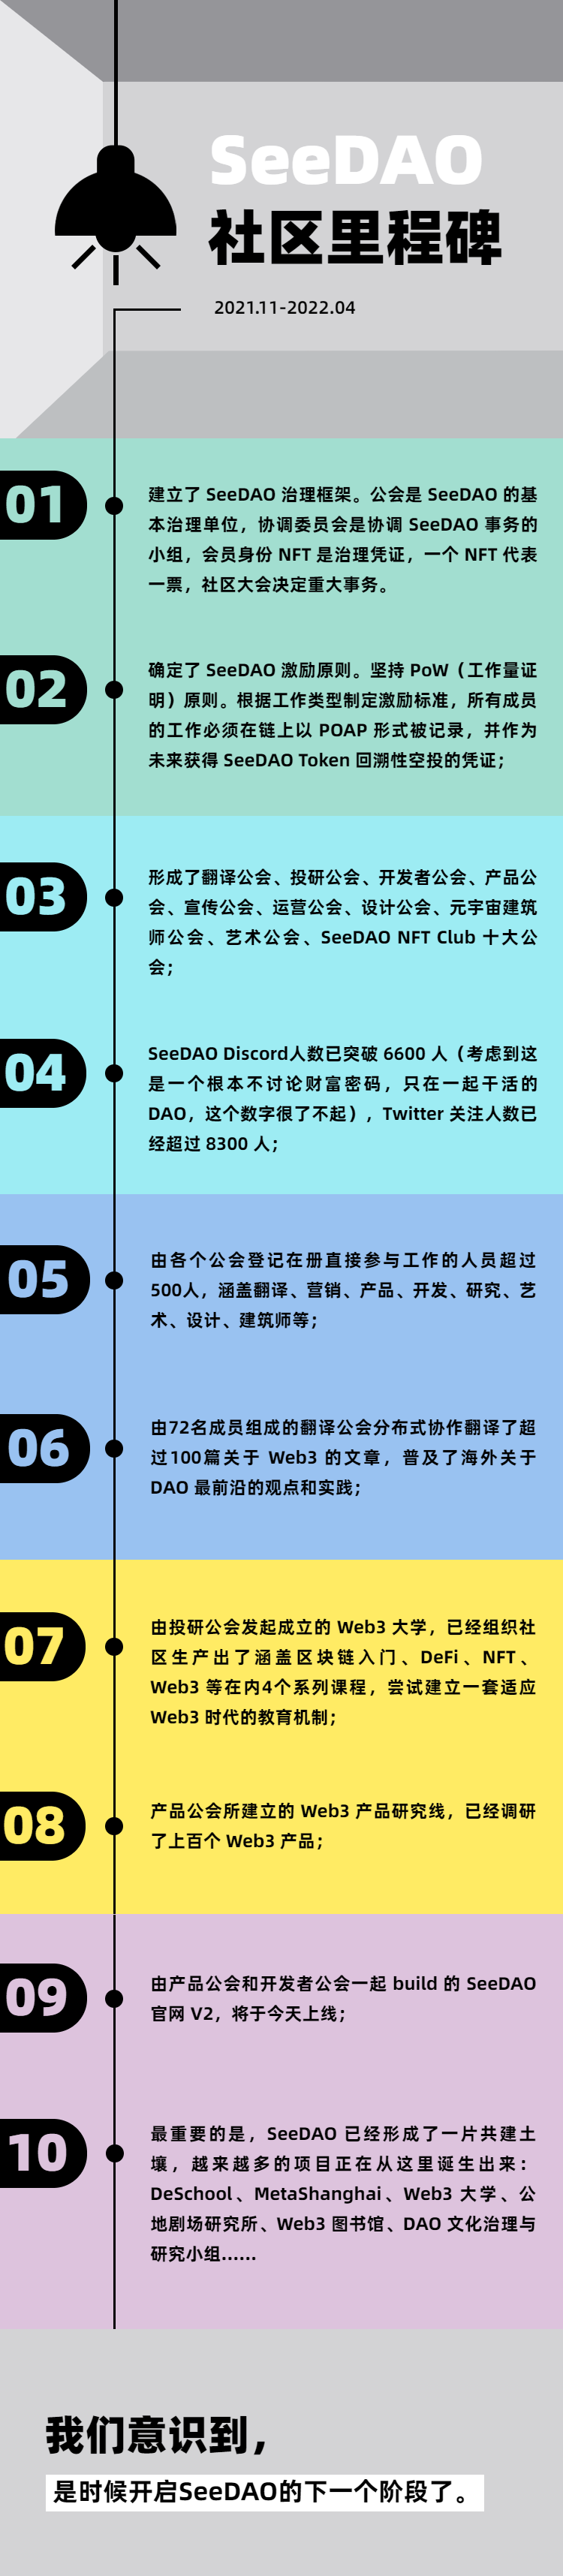 SeeDAO
社区里程碑
2021.11-2022.04
01
建立了 SeeDAO 治理框架。公会是 SeeDAO 的基
本治理单位，协调委员会是协调 SeeDAO 事务的
小组，会员身份 NFT 是治理凭证，一个 NFT 代表
一票，社区大会决定重大事务。
02
确定了 SeeDAO 激励原则。坚持 PoW（工作量证
明）原则。根据工作类型制定激励标准，所有成员
的工作必须在链上以 POAP 形式被记录，并作为
未来获得 SeeDAO Token 回溯性空投的凭证；
03
形成了翻译公会、投研公会、开发者公会、产品公
会、宣传公会、运营公会、设计公会、元宇宙建筑
师公会、艺术公会、SeeDAO NFT Club 十大公
会；
04
SeeDAO Discord人数已突破 6600 人（考虑到这
是一个根本不讨论财富密码，只在一起干活的
DAO，这个数字很了不起），Twitter 关注人数已
经超过 8300 人；
05
由各个公会登记在册直接参与工作的人员超过
500人，涵盖翻译、营销、产品、开发、研究、艺
术、设计、建筑师等；
06
由72名成员组成的翻译公会分布式协作翻译了超
过100篇关于 Web3 的文章，普及了海外关于
DAO 最前沿的观点和实践；
07
由投研公会发起成立的 Web3 大学，已经组织社
区生产出了涵盖区块链入门、DeFi、NFT、
Web3 等在内4个系列课程，尝试建立一套适应
Web3 时代的教育机制；
08
产品公会所建立的 Web3 产品研究线，已经调研
了上百个 Web3 产品；
09
由产品公会和开发者公会一起 build 的 SeeDAO
官网 V2，将于今天上线；
10
最重要的是，SeeDAO 已经形成了一片共建土
壤，越来越多的项目正在从这里诞生出来：
DeSchool、MetaShanghai、Web3 大学、公
地剧场研究所、Web3 图书馆、DAO 文化治理与
研究小组……
我们意识到，
是时候开启SeeDAO的下一个阶段了。